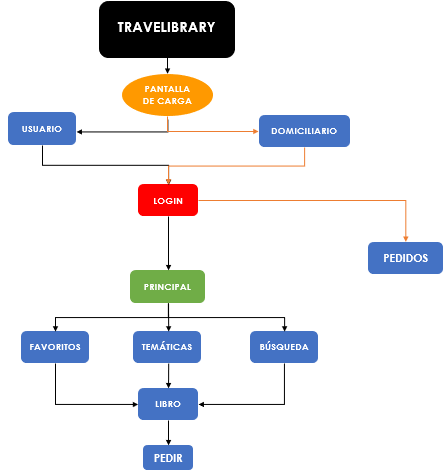 TRAVELIBRARY
PANTALLA
DE CARGA
USUARIO
DOMICILIARIO
LOGIN
PEDIDOS
PRINCIPAL
FAVORITOS
TEMÁTICAS
BÚSQUEDA
LIBRO
PEDIR